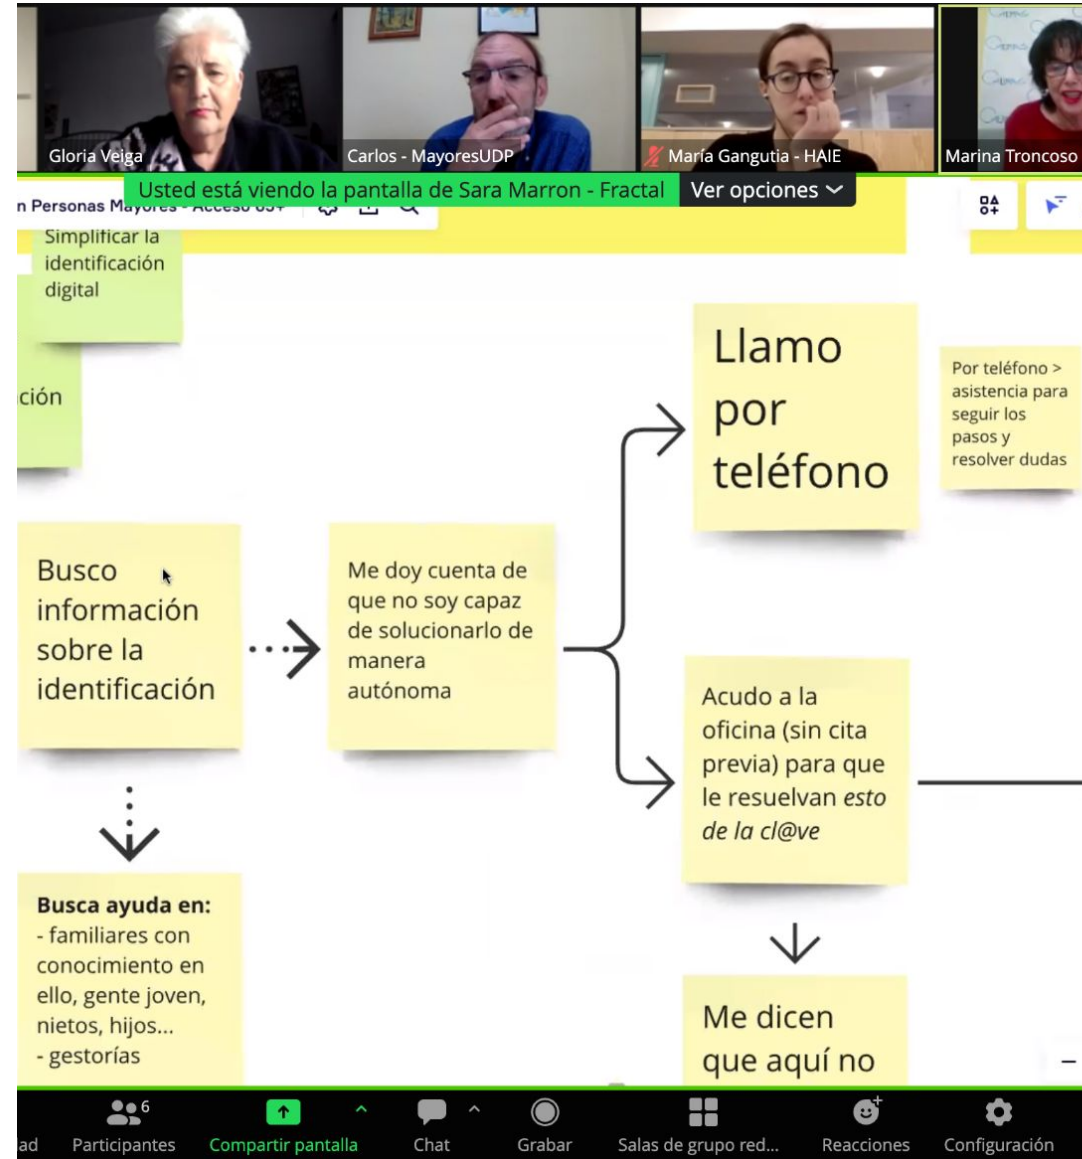 Gloria Veiga
Carlos - MayoresUDP
María Gangutia - HAIE
Marina Troncoso
Usted está viendo la pantalla de Sara Marron - Fractal
Ver opciones
n Personas Mayores - Acceso 65+
Simplificar la
identificación
digital
ción
Llamo
por
teléfono
Por teléfono >
asistencia para
seguir los
pasos y
resolver dudas
Busco
información
sobre la
identificación
Me doy cuenta de
que no soy capaz
de solucionarlo de
manera
autónoma
Acudo a la
oficina (sin cita
previa) para que
le resuelvan esto
de la cl@ve
Busca ayuda en:
- familiares con
conocimiento en
ello, gente joven,
nietos, hijos...
- gestorías
Me dicen
que aquí no
6
ad
Participantes
Compartir pantalla
Chat
Grabar
Salas de grupo red...
Reacciones
Configuración